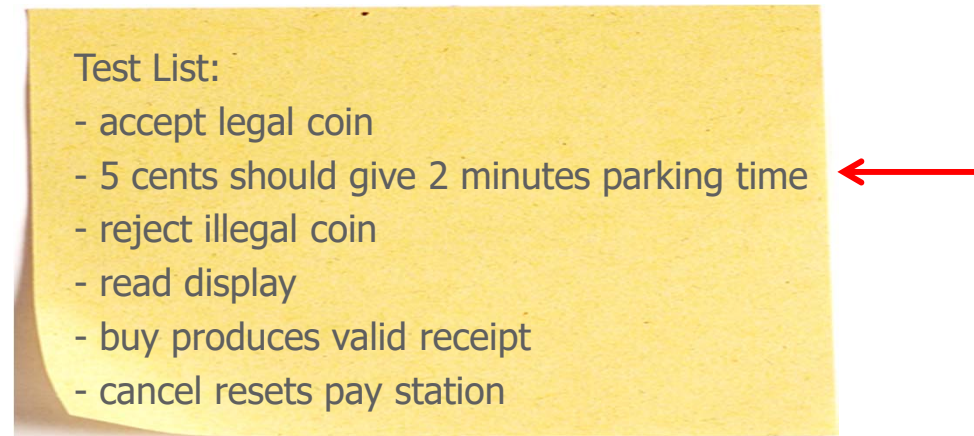 Test List:
- accept legal coin
- 5 cents should give 2 minutes parking time
- reject illegal coin
- read display
- buy produces valid receipt
- cancel resets pay station